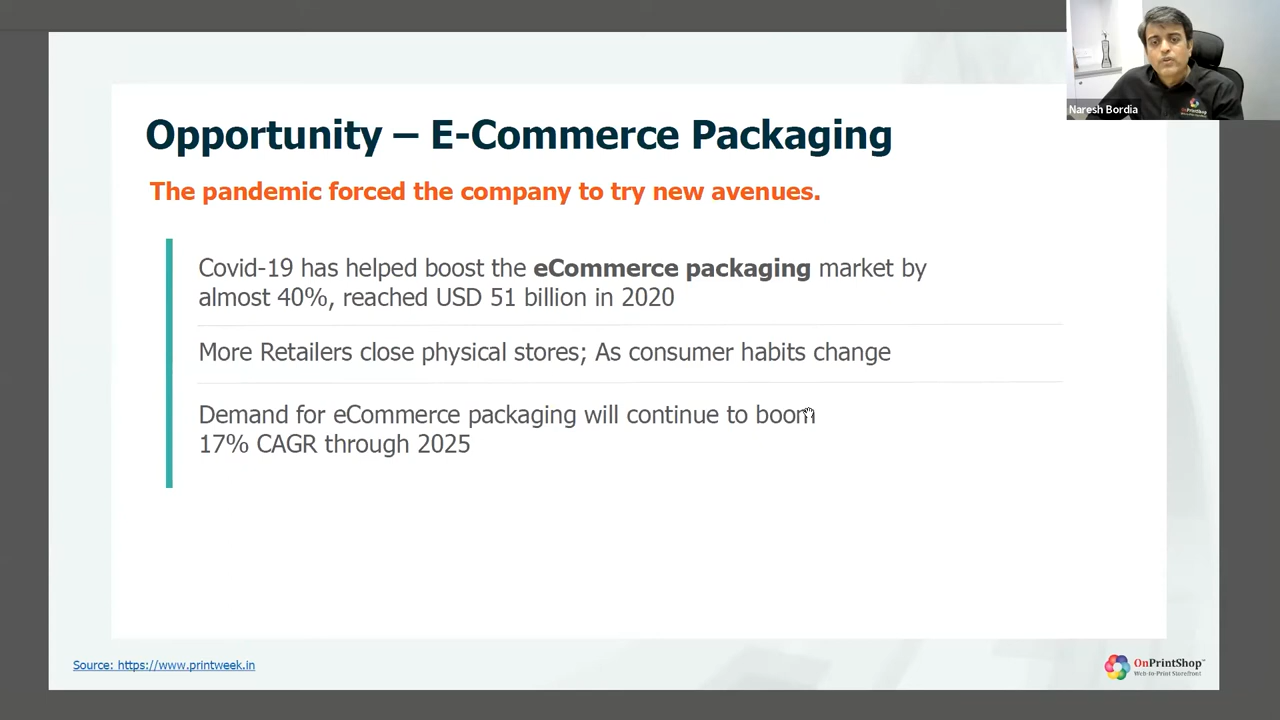 Opportunity – E-Commerce Packaging
The pandemic forced the company to try new avenues.
Covid-19 has helped boost the eCommerce packaging market by
almost 40%, reached USD 51 billion in 2020
More Retailers close physical stores; As consumer habits change
Demand for eCommerce packaging will continue to boom
17% CAGR through 2025
Source: https://www.printweek.in
OnPrintShop™
Web-to-Print Storefront
Naresh Bordia
OnPrintShop